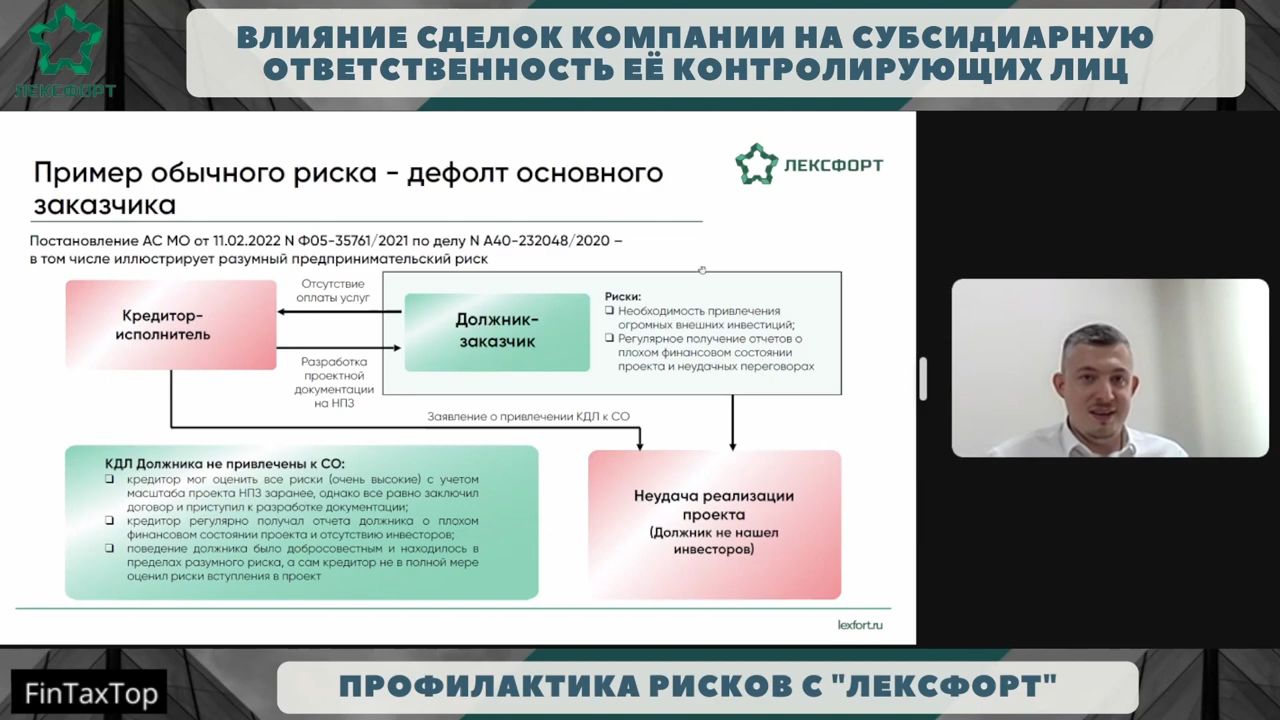 ВЛИЯНИЕ СДЕЛОК КОМПАНИИ НА СУБСИДИАРНУЮ
ОТВЕТСТВЕННОСТЬ ЕЁ КОНТРОЛИРУЮЩИХ ЛИЦ
ЛЕКСФОРТ
Пример обычного риска - дефолт основного
заказчика
ЛЕКСФОРТ
Постановление АС МО от 11.02.2022 N Ф05-35761/2021 по делу N А40-232048/2020 –
в том числе иллюстрирует разумный предпринимательский риск
Кредитор-
исполнитель
Отсутствие
оплаты услуг
Разработка
проектной
документации
на НПЗ
Должник-
заказчик
Риски:
❑ Необходимость привлечения
огромных внешних инвестиций;
❑ Регулярное получение отчетов о
плохом финансовом состоянии
проекта и неудачных переговорах
Заявление о привлечении КДЛ к СО
КДЛ Должника не привлечены к СО:
❑ кредитор мог оценить все риски (очень высокие) с учетом
масштаба проекта НПЗ заранее, однако все равно заключил
договор и приступил к разработке документации;
❑ кредитор регулярно получал отчета должника о плохом
финансовом состоянии проекта и отсутствию инвесторов;
❑ поведение должника было добросовестным и находилось в
пределах разумного риска, а сам кредитор не в полной мере
оценил риски вступления в проект
Неудача реализации
проекта
(Должник не нашел
инвесторов)
lexfort.ru
FinTaxTop
ПРОФИЛАКТИКА РИСКОВ С "ЛЕКСФОРТ"